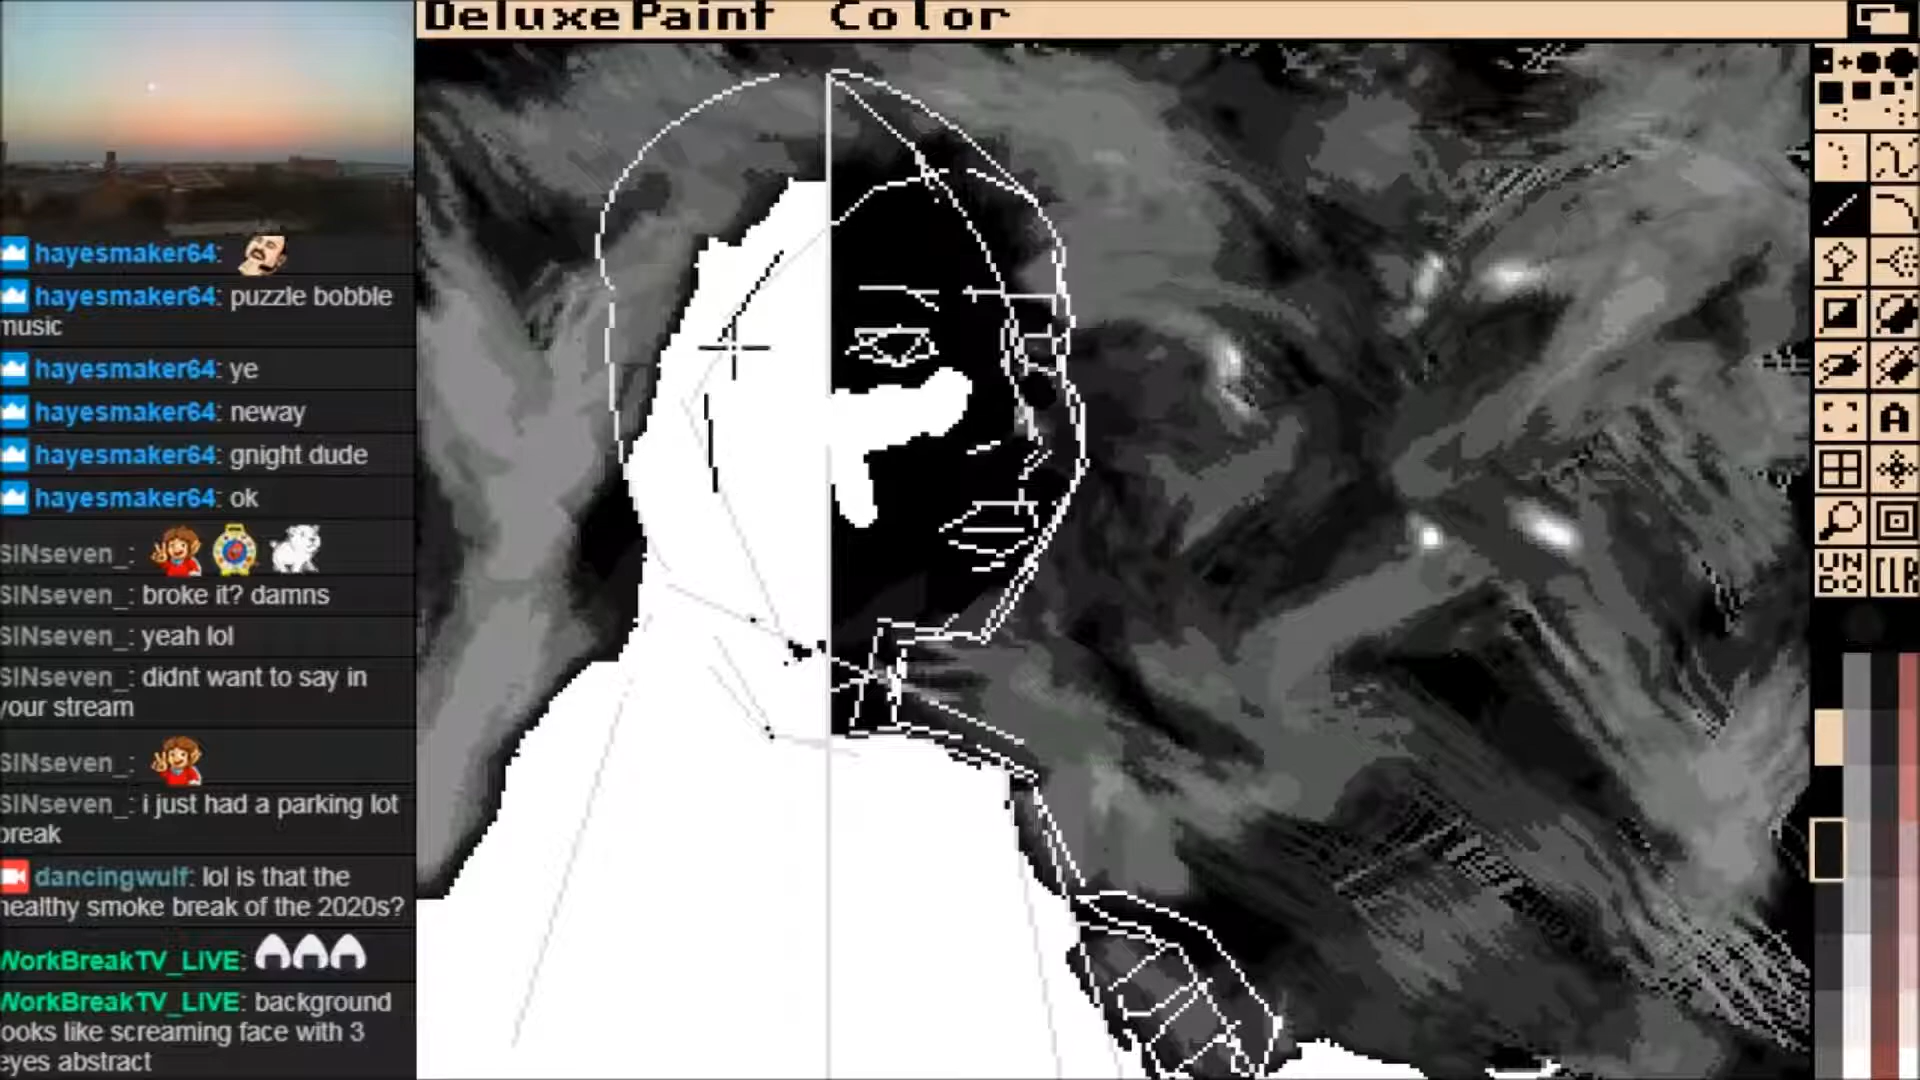 DeluxePaint Color
hayesmaker64:
hayesmaker64: puzzle bobble
music
hayesmaker64: ye
hayesmaker64: neway
hayesmaker64: gnight dude
hayesmaker64: ok
SINseven_:
SINseven_: broke it? damns
SINseven_: yeah lol
SINseven_: didnt want to say in
your stream
SINseven_:
SINseven_: i just had a parking lot
break
dancingwulf: lol is that the
healthy smoke break of the 2020s?
WorkBreakTV_LIVE:
WorkBreakTV_LIVE: background
looks like screaming face with 3
eyes abstract
A
UN
DO
CLR